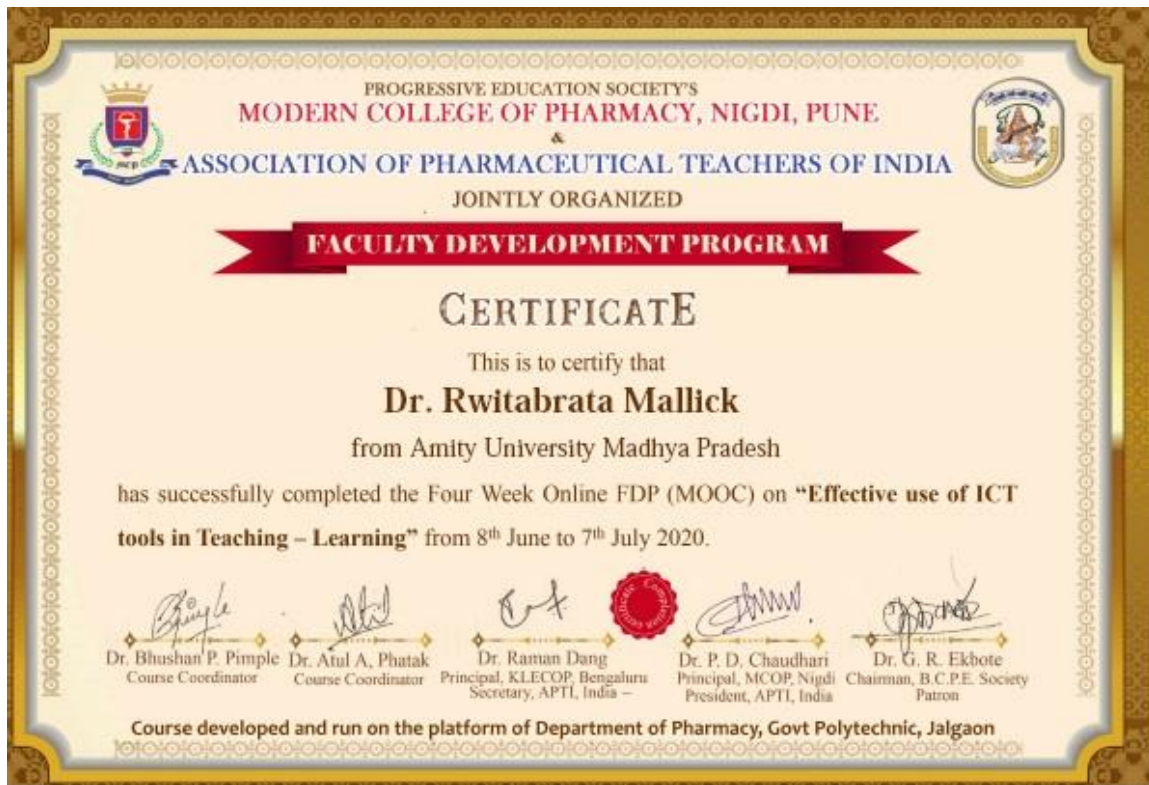 PROGRESSIVE EDUCATION SOCIETY'S
MODERN COLLEGE OF PHARMACY, NIGDI, PUNE
&
ASSOCIATION OF PHARMACEUTICAL TEACHERS OF INDIA
JOINTLY ORGANIZED
FACULTY DEVELOPMENT PROGRAM
CERTIFICATE
This is to certify that
Dr. Rwitabrata Mallick
from Amity University Madhya Pradesh
has successfully completed the Four Week Online FDP (MOOC) on “Effective use of ICT
tools in Teaching – Learning” from 8th June to 7th July 2020.
Dr. Bhushan P. Pimple
Course Coordinator
Dr. Atul A. Phatak
Course Coordinator
Dr. Raman Dang
Principal, KLECOP, Bengaluru
Secretary, APTI, India –
Dr. P. D. Chaudhari
Principal, MCOP, Nigdi
President, APTI, India
Dr. G. R. Ekbote
Chairman, B.C.P.E. Society
Patron
Course developed and run on the platform of Department of Pharmacy, Govt Polytechnic, Jalgaon